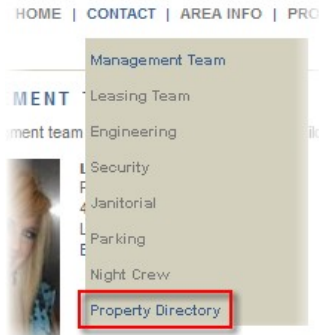 HOME | CONTACT | AREA INFO | PRO
Management Team
MENT
Leasing Team
ment team
Engineering
Security
Janitorial
Parking
Night Crew
Property Directory